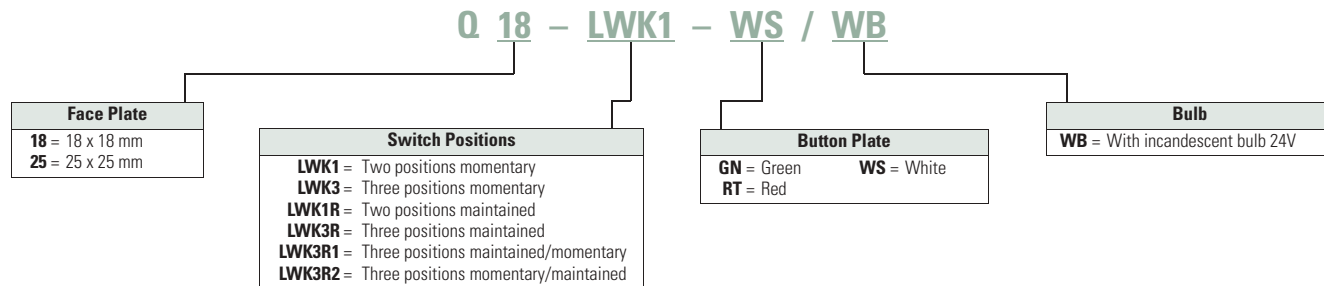 Q 18 – LWK1 – WS / WB
Face Plate
18 = 18 x 18 mm
25 = 25 x 25 mm
Switch Positions
LWK1 = Two positions momentary
LWK3 = Three positions momentary
LWK1R = Two positions maintained
LWK3R = Three positions maintained
LWK3R1 = Three positions maintained/momentary
LWK3R2 = Three positions momentary/maintained
Button Plate
GN = Green WS = White
RT = Red
Bulb
WB = With incandescent bulb 24V